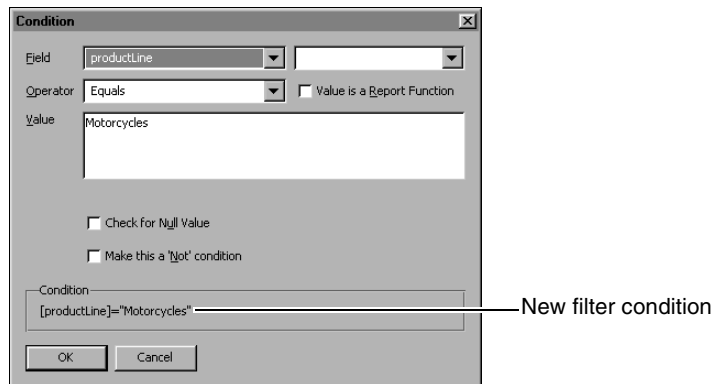 Condition
Field productLine
Operator Equals Value is a Report Function
Value Motorcycles
Check for Null Value
Make this a 'Not' condition
Condition
[productLine]="Motorcycles" New filter condition
OK Cancel